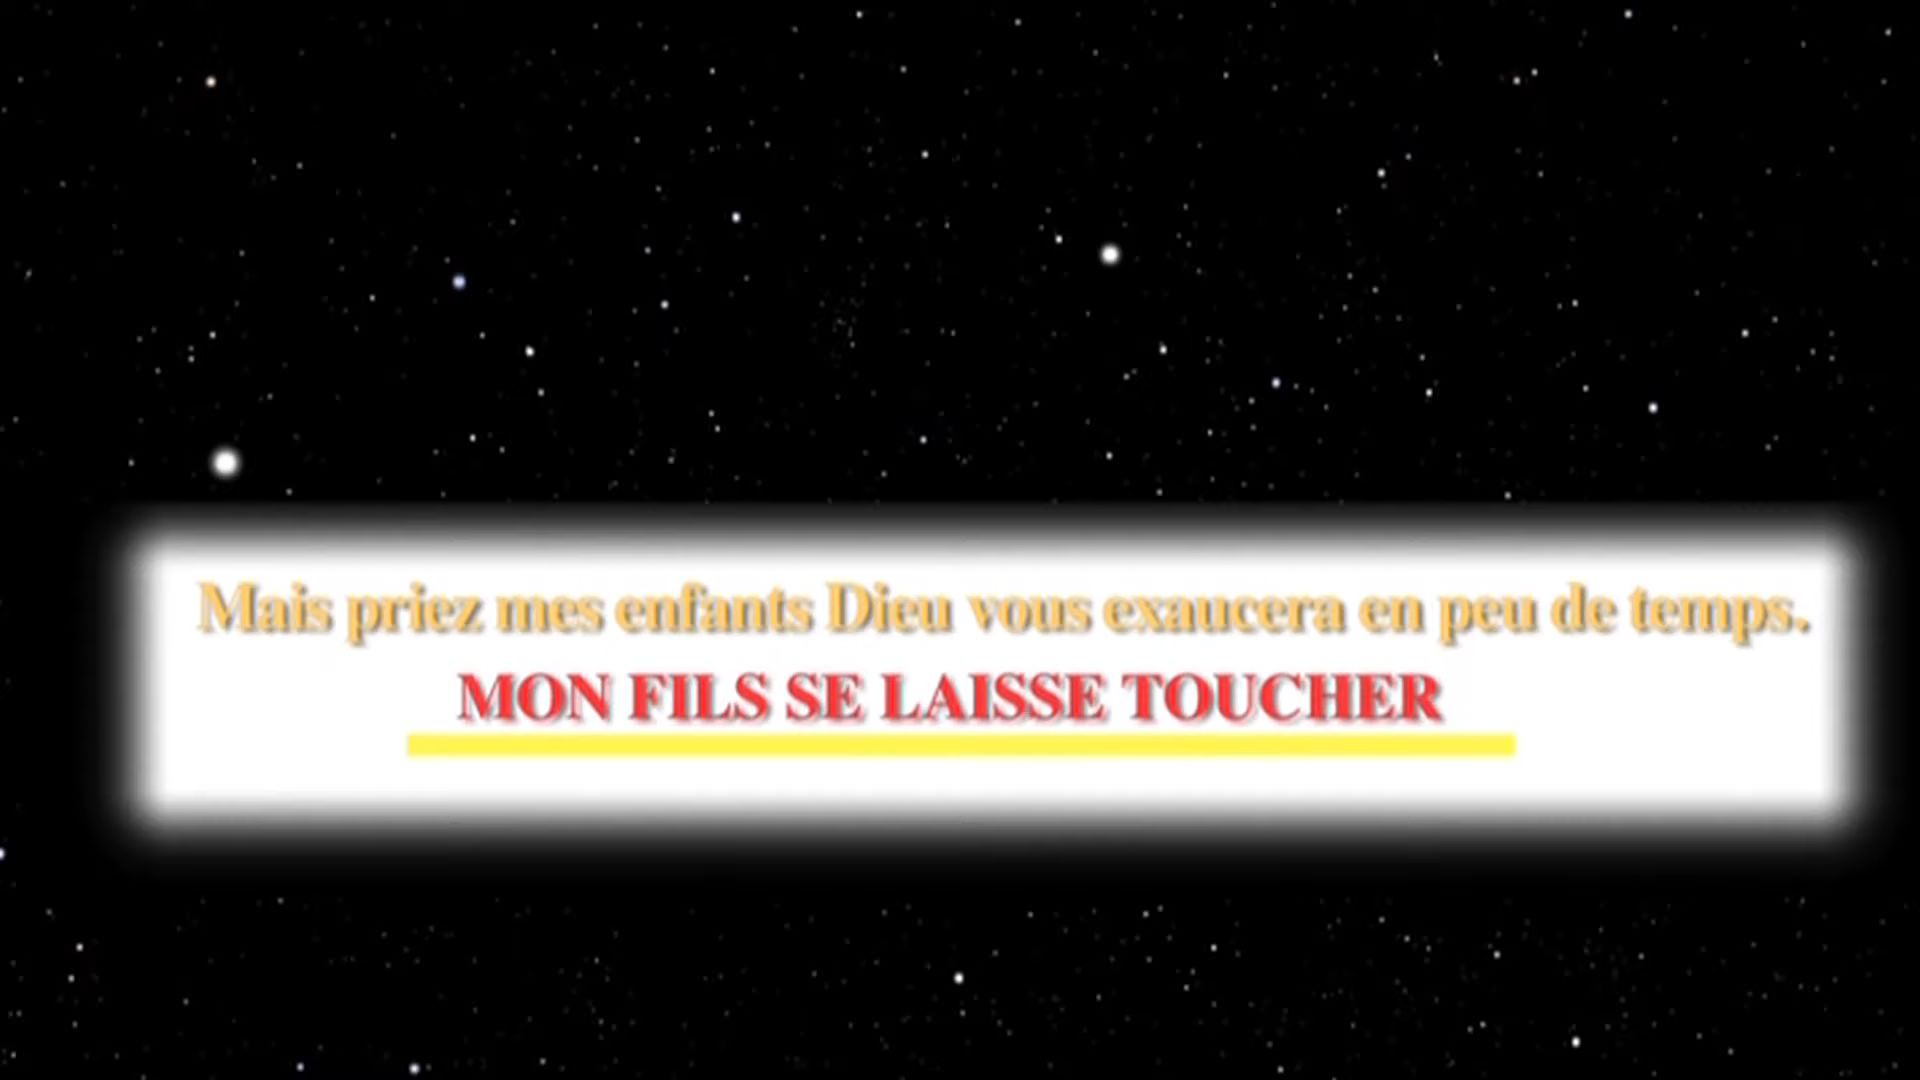 Mais priez mes enfants Dieu vous exaucera en peu de temps.
MON FILS SE LAISSE TOUCHER